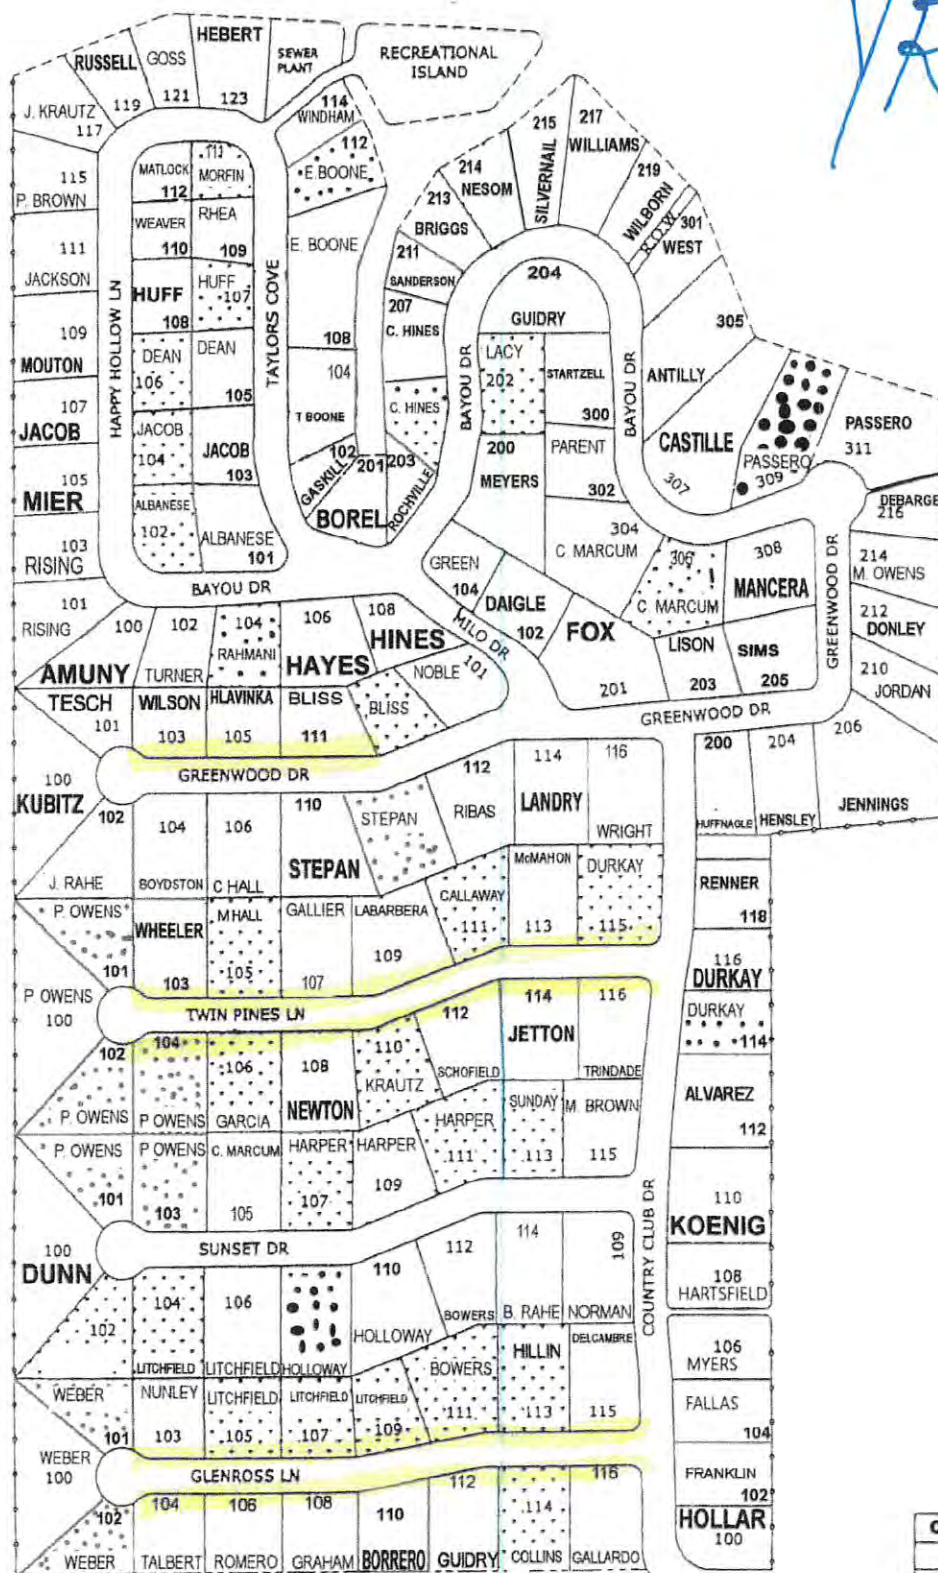 HEBERT
RUSSELL
GOSS
SEWER PLANT
RECREATIONAL ISLAND
J. KRAUTZ
117
119
121
123
114
WINDHAM
112
E. BOONE
115
P. BROWN
MATLOCK
112
111
MORFIN
111
JACKSON
WEAVER
110
RHEA
109
E. BOONE
108
109
MOUTON
HUFF
108
HUFF
107
107
JACOB
DEAN
106
DEAN
105
104
T BOONE
105
MIER
JACOB
104
JACOB
103
102
GASKILL
103
RISING
ALBANESE
102
ALBANESE
101
201
BOREL
203
ROCHVILLE
HAPPY HOLLOW LN
TAYLORS COVE
BAYOU DR
217
WILLIAMS
215
SILVERNAIL
214
NESOM
213
BRIGGS
219
WILBORN
R.O.W.
301
WEST
211
SANDERSON
207
C. HINES
C. HINES
204
GUIDRY
LACY
202
STARTZELL
300
200
MEYERS
PARENT
302
BAYOU DR
BAYOU DR
305
ANTILLY
CASTILLE
307
PASSERO
309
PASSERO
311
304
C. MARCUM
306
C. MARCUM
308
MANCERA
DEBARGE
216
214
M. OWENS
212
DONLEY
210
JORDAN
GREENWOOD DR
GREEN
104
DAIGLE
102
MILO DR
FOX
201
LISON
203
SIMS
205
GREENWOOD DR
206
JENNINGS
204
HENSLEY
200
HUFFNAGLE
101
RISING
100
AMUNY
102
TURNER
104
RAHMANI
106
HAYES
108
HINES
NOBLE
101
TESCH
101
WILSON
103
HLAVINKA
105
BLISS
111
BLISS
GREENWOOD DR
100
KUBITZ
102
J. RAHE
104
BOYDSTON
106
C HALL
110
STEPAN
STEPAN
112
RIBAS
114
LANDRY
116
WRIGHT
P. OWENS
101
WHEELER
103
M HALL
105
GALLIER
107
LABARBERA
109
CALLAWAY
111
McMAHON
113
DURKAY
115
RENNER
118
116
DURKAY
DURKAY
114
P OWENS
100
TWIN PINES LN
102
P. OWENS
104
P OWENS
106
GARCIA
108
NEWTON
110
KRAUTZ
112
SCHOFIELD
114
JETTON
116
TRINDADE
ALVAREZ
112
P. OWENS
101
P OWENS
103
C. MARCUM
105
HARPER
107
HARPER
109
HARPER
111
SUNDAY
113
M. BROWN
115
110
KOENIG
100
DUNN
SUNSET DR
102
104
LITCHFIELD
106
LITCHFIELD
HOLLOWAY
110
HOLLOWAY
112
BOWERS
114
B. RAHE
109
NORMAN
COUNTRY CLUB DR
108
HARTSFIELD
106
MYERS
WEBER
101
NUNLEY
103
LITCHFIELD
105
LITCHFIELD
107
LITCHFIELD
109
BOWERS
111
HILLIN
113
DELCAMBRE
115
FALLAS
104
WEBER
100
GLENROSS LN
FRANKLIN
102
102
WEBER
104
TALBERT
106
ROMERO
108
GRAHAM
110
BORRERO
112
GUIDRY
114
COLLINS
116
GALLARDO
HOLLAR
100